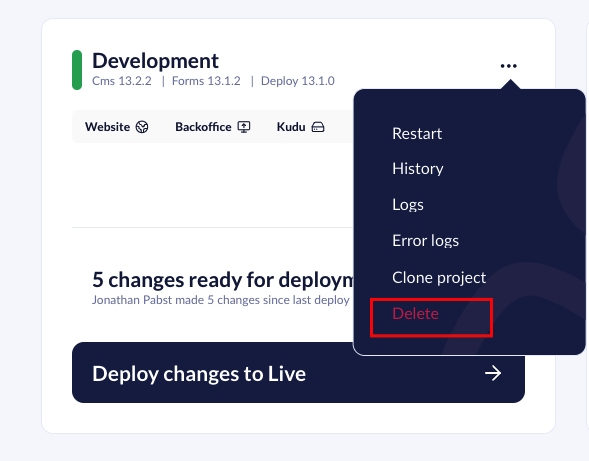 Development
Cms 13.2.2 | Forms 13.1.2 | Deploy 13.1.0
Website Backoffice Kudu
Restart
History
Logs
Error logs
Clone project
Delete
5 changes ready for deploym
Jonathan Pabst made 5 changes since last deploy
Deploy changes to Live